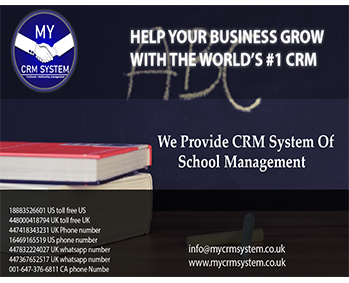 MY
CRM SYSTEM
HELP YOUR BUSINESS GROW
WITH THE WORLD'S #1 CRM
ABC
We Provide CRM System Of
School Management
18883526601 US toll free US
448000418794 UK toll free UK
447418343231 UK Phone number
16469165519 US phone number
447832224027 UK whatsapp number
447367652517 UK whatsapp number
001-647-376-6811 CA phone Numbe
info@mycrmsystem.co.uk
www.mycrmsystem.co.uk